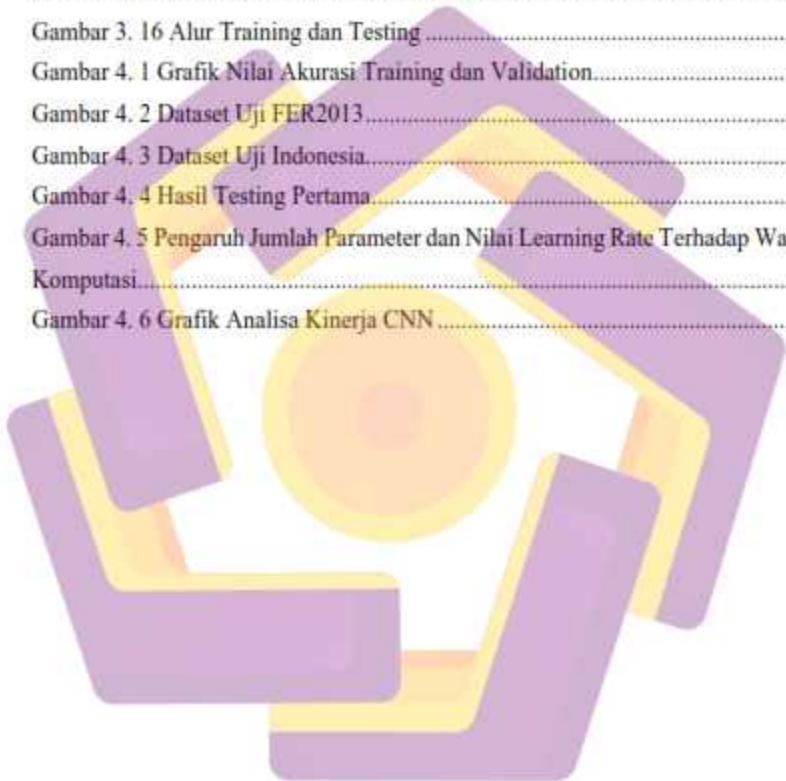 Gambar 3. 16 Alur Training dan Testing
Gambar 4. 1 Grafik Nilai Akurasi Training dan Validation
Gambar 4. 2 Dataset Uji FER2013
Gambar 4. 3 Dataset Uji Indonesia
Gambar 4. 4 Hasil Testing Pertama
Gambar 4. 5 Pengaruh Jumlah Parameter dan Nilai Learning Rate Terhadap Wa
Komputasi
Gambar 4. 6 Grafik Analisa Kinerja CNN